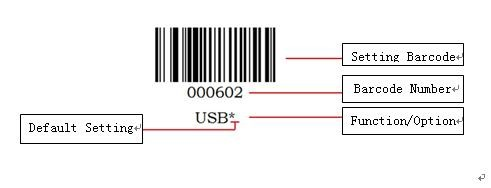 Setting Barcode
000602
Barcode Number
USB*
Function/Option
Default Setting